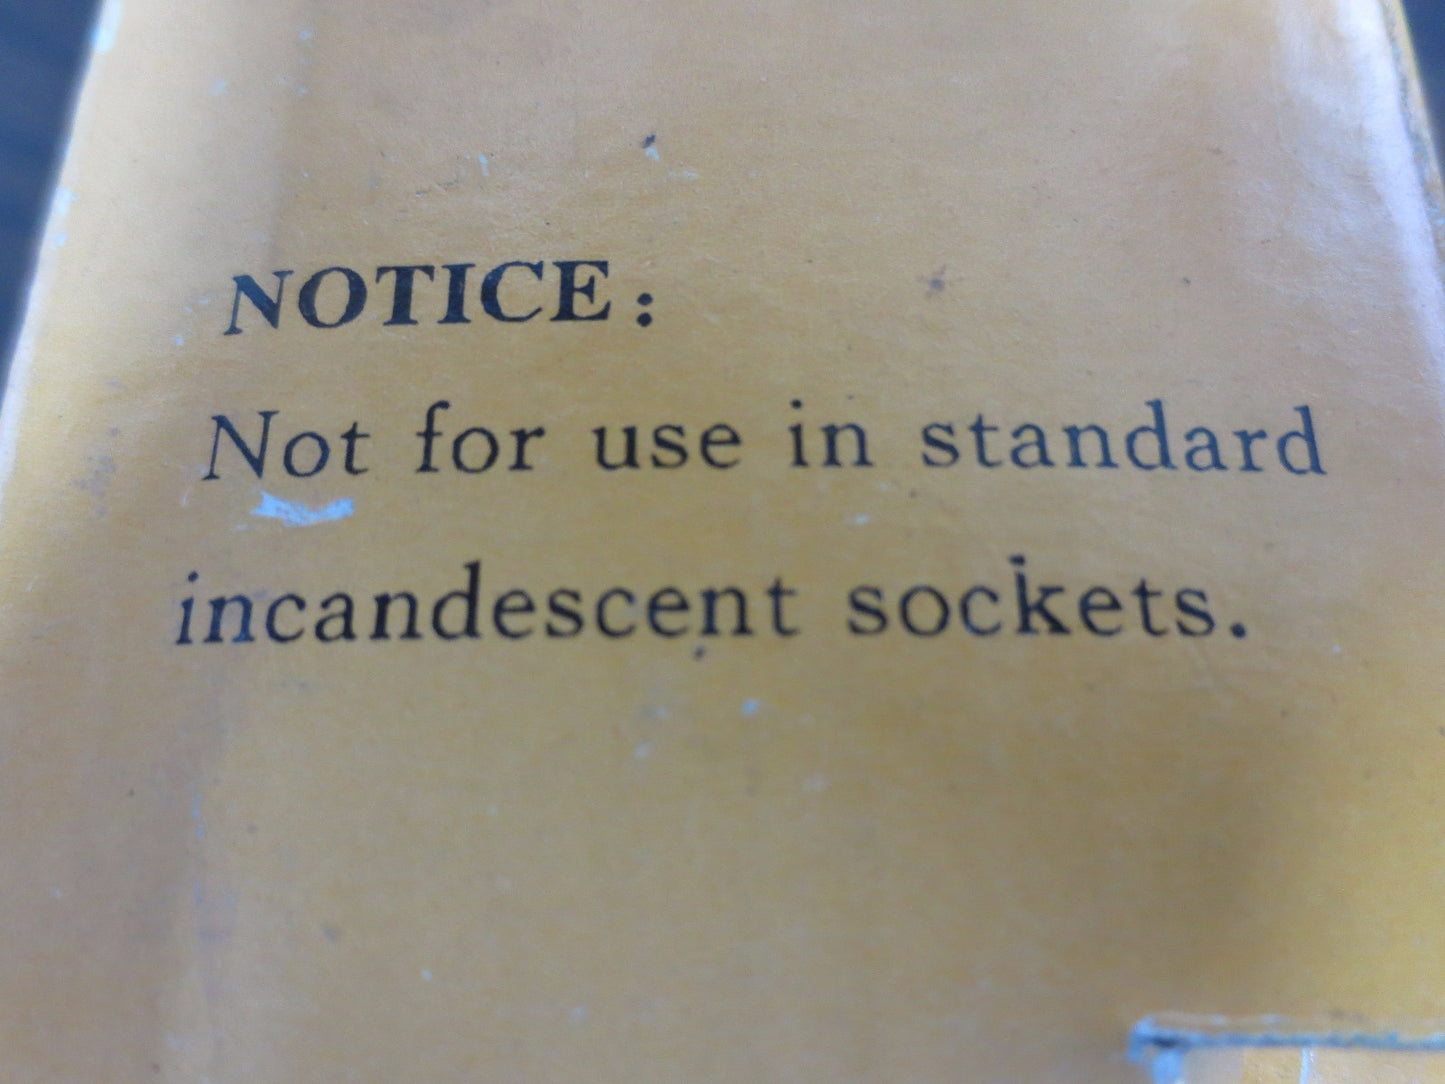 NOTICE:
Not for use in standard
incandescent sockets.